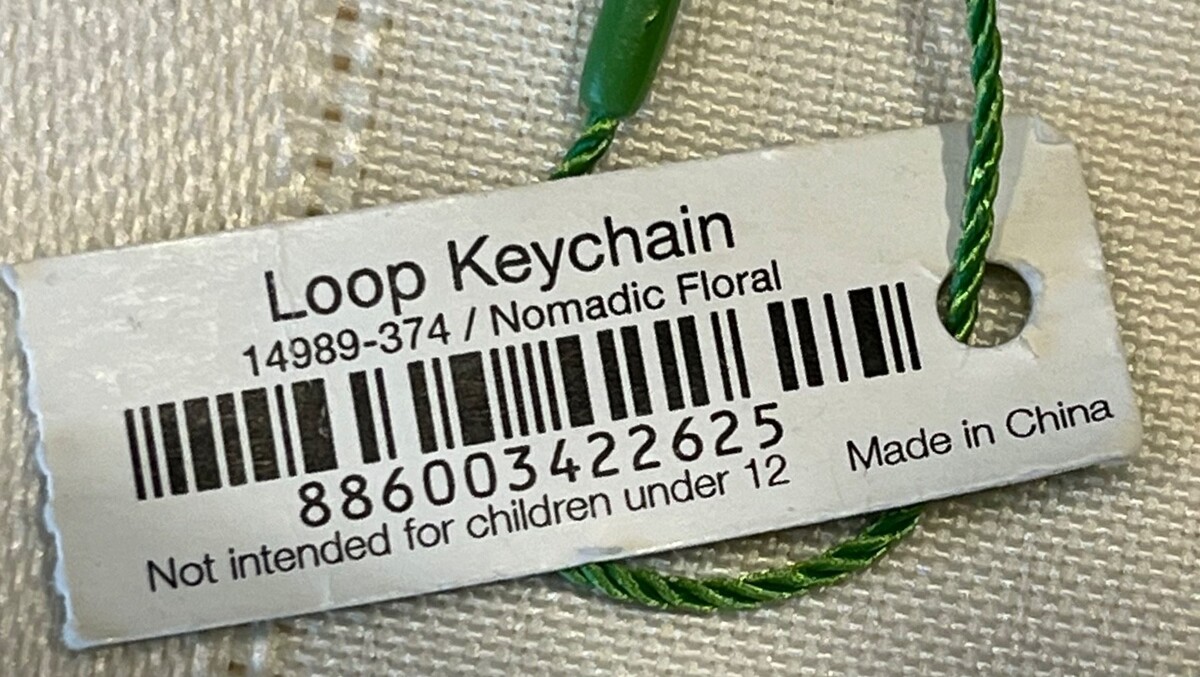 Loop Keychain
14989-374 / Nomadic Floral
886003422625
Not intended for children under 12
Made in China